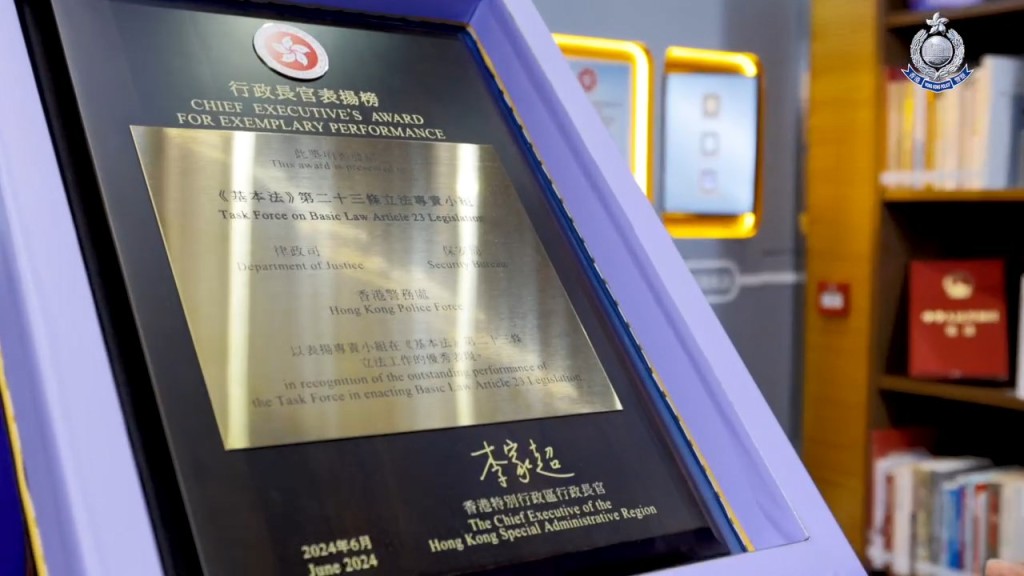 行政長官表揚榜
CHIEF EXECUTIVE'S AWARD
FOR EXEMPLARY PERFORMANCE
This award is presented
《基本法》第二十三條立法專責小組
Task Force on Basic Law Article 23 Legislation
律政司 保安局
Department of Justice Security Bureau
香港警務處
Hong Kong Police Force
以表揚專責小組在《基本法》第二十三條
立法工作的優秀表現。
in recognition of the outstanding performance of
the Task Force in enacting Basic Law Article 23 Legislation.
李家超
香港特別行政區行政長官
The Chief Executive of the
Hong Kong Special Administrative Region
2024年6月
June 2024
HONG KONG POLICE